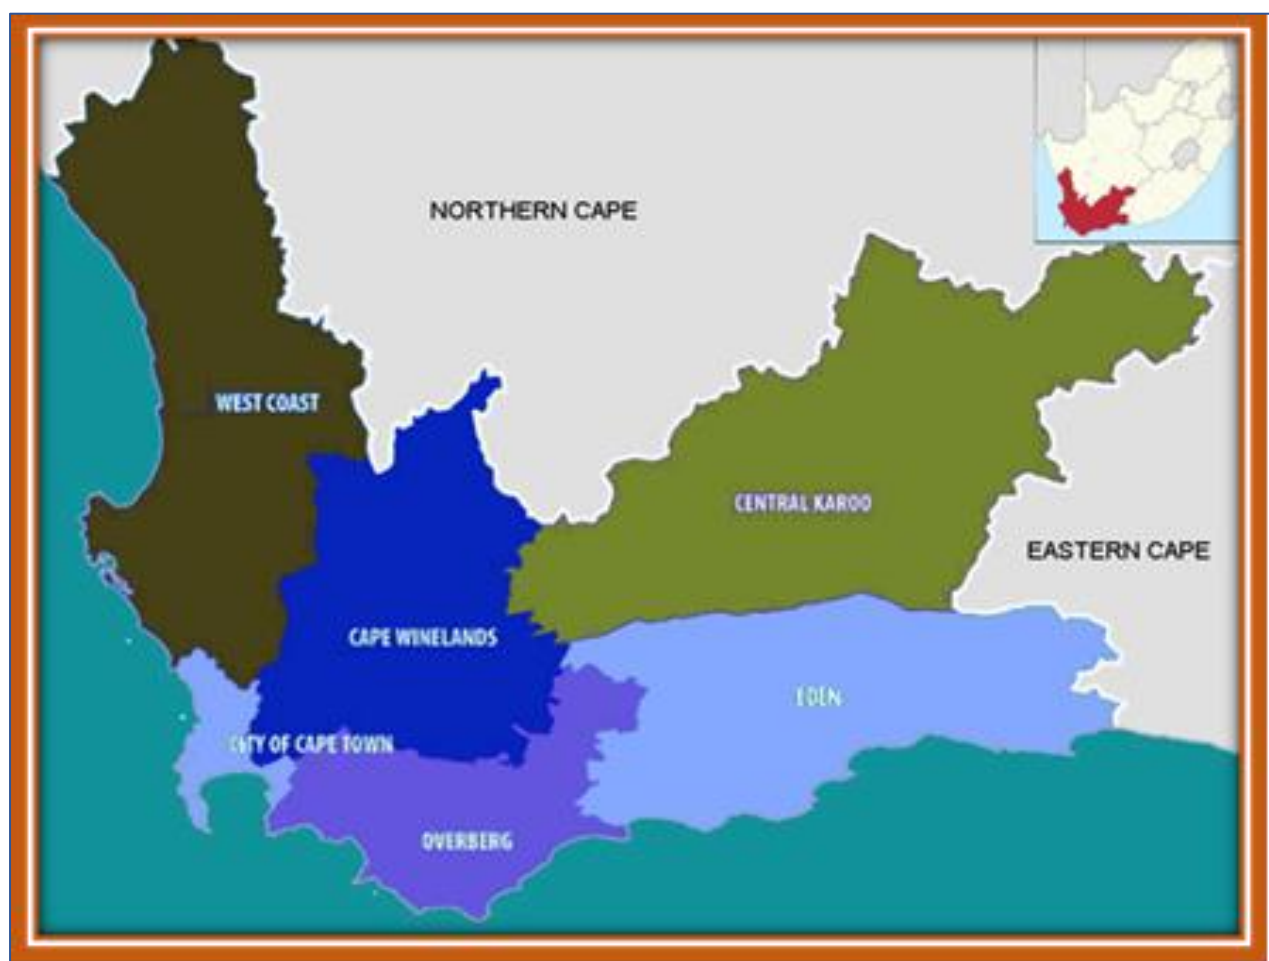 NORTHERN CAPE
WEST COAST
CENTRAL KAROO
EASTERN CAPE
CAPE WINELANDS
EDEN
CITY OF CAPE TOWN
OVERBERG